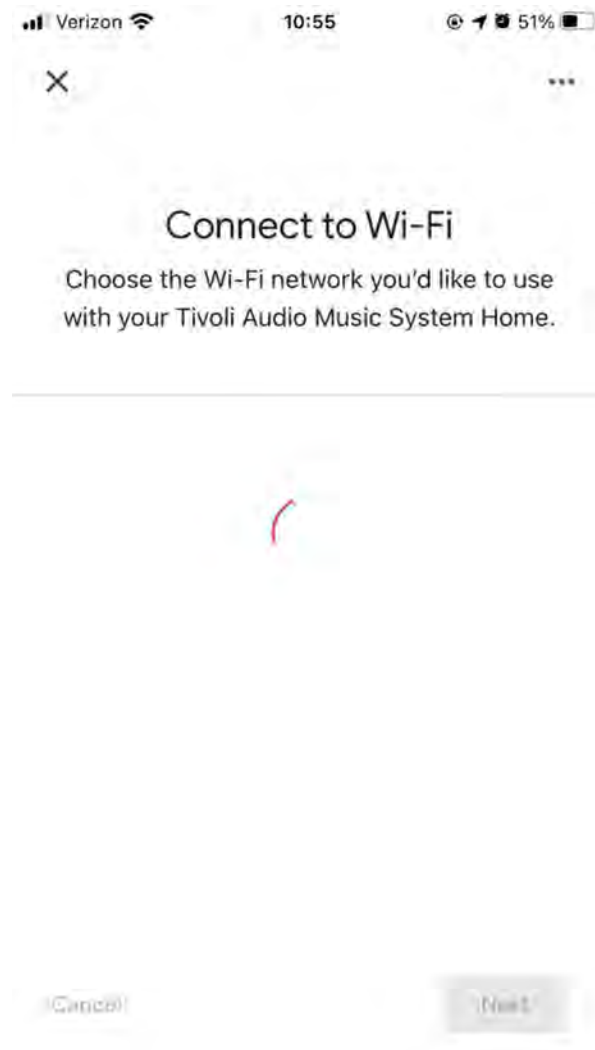 Verizon 10:55 51%
Connect to Wi-Fi
Choose the Wi-Fi network you'd like to use
with your Tivoli Audio Music System Home.
Cancel Next